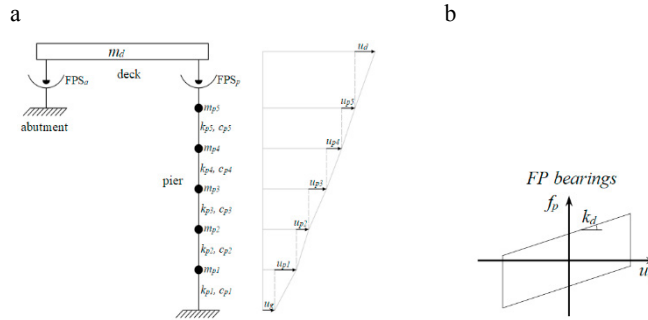 a
b
m_d
deck
FPS_a
FPS_p
abutment
pier
m_p5
k_p5, c_p5
m_p4
k_p4, c_p4
m_p3
k_p3, c_p3
m_p2
k_p2, c_p2
m_p1
k_p1, c_p1
u_d
u_p5
u_p4
u_p3
u_p2
u_p1
u_g
FP bearings
f_p
k_d
u